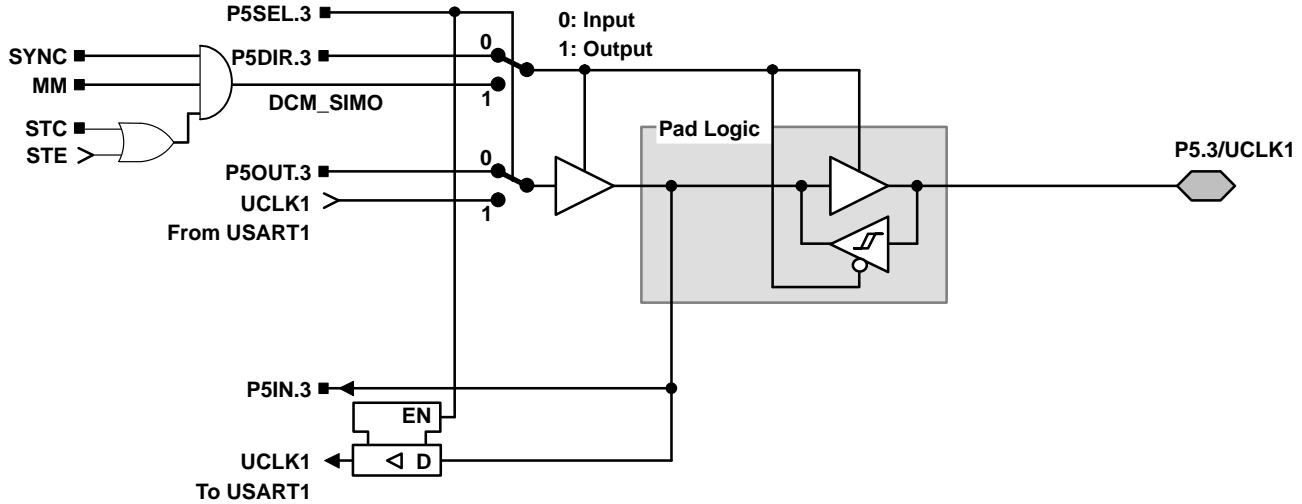 P5SEL.3
0: Input
1: Output
SYNC
P5DIR.3
0
MM
1
DCM_SIMO
STC
STE
Pad Logic
P5.3/UCLK1
P5OUT.3
0
UCLK1
1
From USART1
P5IN.3
EN
UCLK1
D
To USART1